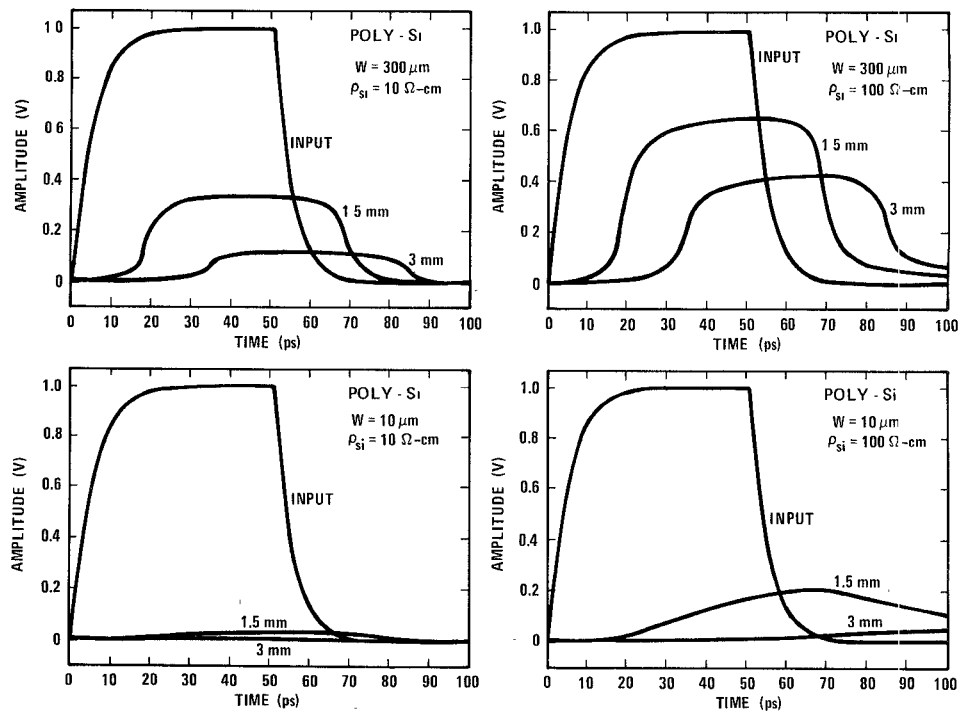 POLY - Si
W = 300 μm
ρSi = 10 Ω-cm
INPUT
1 5 mm
3 mm
AMPLITUDE (V)
1 0
0.8
0.6
0.4
0.2
0
0 10 20 30 40 50 60 70 80 90 100
TIME (ps)
POLY - Si
W = 300 μm
ρSi = 100 Ω-cm
INPUT
1 5 mm
3 mm
AMPLITUDE (V)
1.0
0.8
0.6
0.4
0.2
0
0 10 20 30 40 50 60 70 80 90 100
TIME (ps)
POLY - Si
W = 10 μm
ρSi = 10 Ω-cm
INPUT
1.5 mm
3 mm
AMPLITUDE (V)
1.0
0.8
0.6
0.4
0.2
0
0 10 20 30 40 50 60 70 80 90 100
TIME (ps)
POLY - Si
W = 10 μm
ρSi = 100 Ω-cm
INPUT
1.5 mm
3 mm
AMPLITUDE (V)
1.0
0.8
0.6
0.4
0.2
0
0 10 20 30 40 50 60 70 80 90 100
TIME (ps)